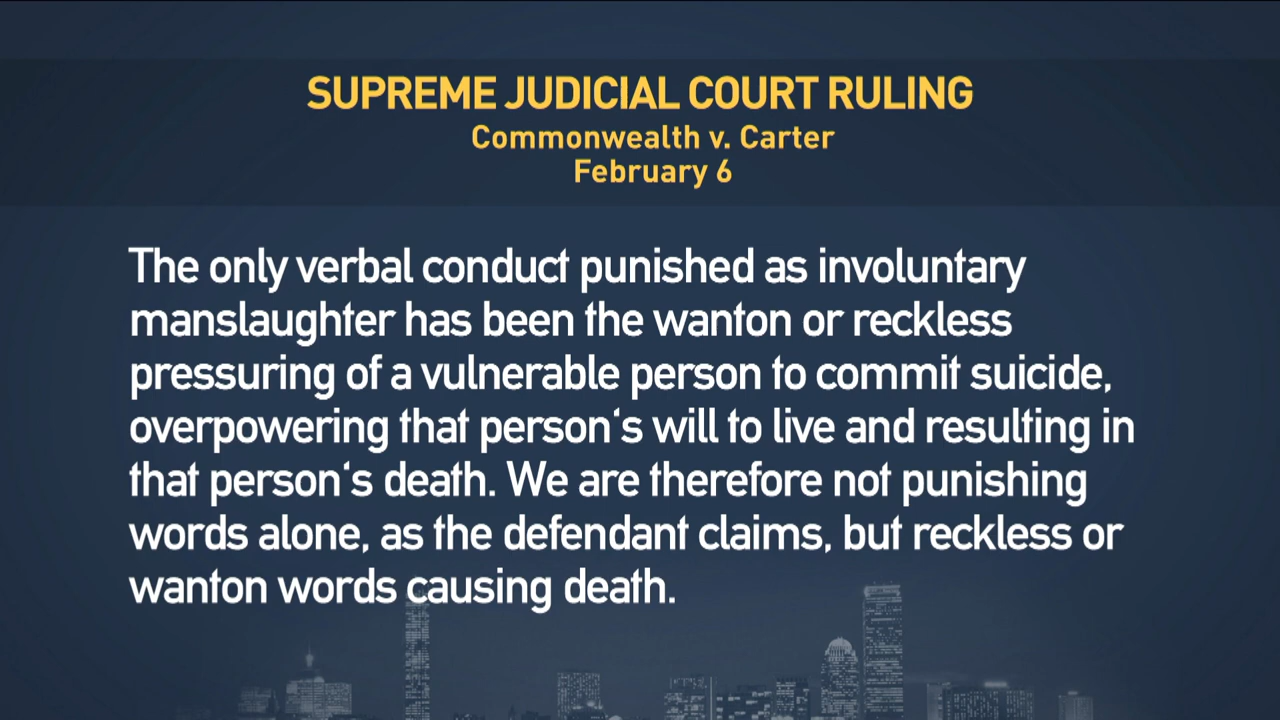 SUPREME JUDICIAL COURT RULING
Commonwealth v. Carter
February 6
The only verbal conduct punished as involuntary
manslaughter has been the wanton or reckless
pressuring of a vulnerable person to commit suicide,
overpowering that person‘s will to live and resulting in
that person‘s death. We are therefore not punishing
words alone, as the defendant claims, but reckless or
wanton words causing death.